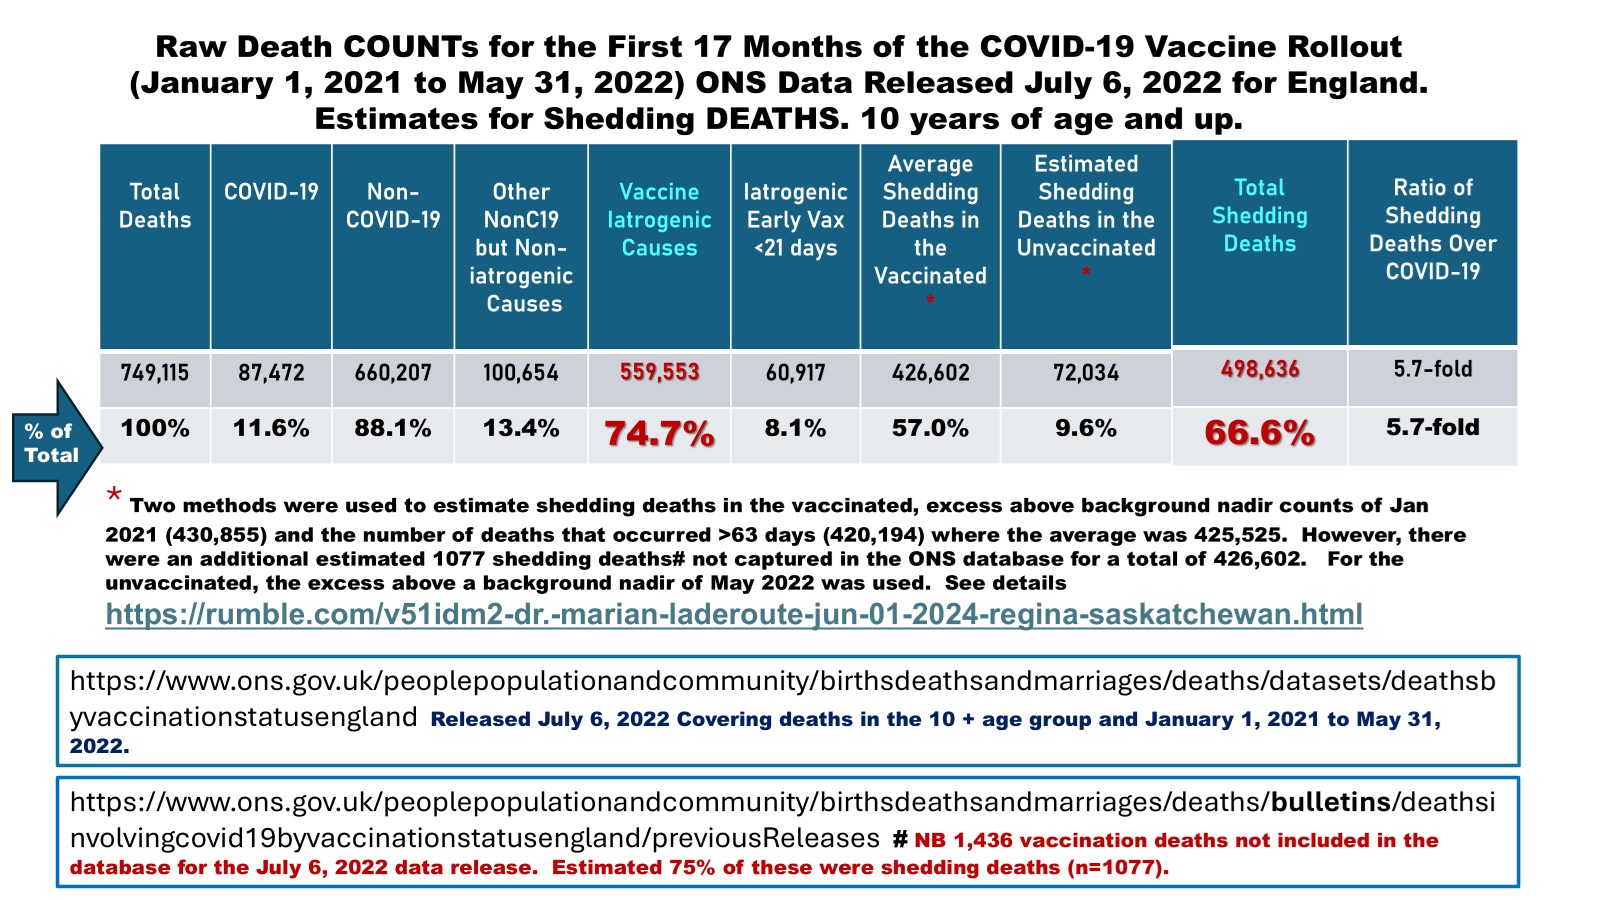 Raw Death COUNTs for the First 17 Months of the COVID-19 Vaccine Rollout
(January 1, 2021 to May 31, 2022) ONS Data Released July 6, 2022 for England.
Estimates for Shedding DEATHS. 10 years of age and up.
Total
Deaths
COVID-19
Non-
COVID-19
Other
NonC19
but Non-
iatrogenic
Causes
Vaccine
Iatrogenic
Causes
Iatrogenic
Early Vax
<21 days
Average
Shedding
Deaths in
the
Vaccinated
*
Estimated
Shedding
Deaths in the
Unvaccinated
*
Total
Shedding
Deaths
Ratio of
Shedding
Deaths Over
COVID-19
749,115 87,472 660,207 100,654 559,553 60,917 426,602 72,034 498,636 5.7-fold
% of
Total
100% 11.6% 88.1% 13.4% 74.7% 8.1% 57.0% 9.6% 66.6% 5.7-fold
* Two methods were used to estimate shedding deaths in the vaccinated, excess above background nadir counts of Jan
2021 (430,855) and the number of deaths that occurred >63 days (420,194) where the average was 425,525. However, there
were an additional estimated 1077 shedding deaths# not captured in the ONS database for a total of 426,602. For the
unvaccinated, the excess above a background nadir of May 2022 was used. See details
https://rumble.com/v51idm2-dr.-marian-laderoute-jun-01-2024-regina-saskatchewan.html
https://www.ons.gov.uk/peoplepopulationandcommunity/birthsdeathsandmarriages/deaths/datasets/deathsb
yvaccinationstatusengland Released July 6, 2022 Covering deaths in the 10 + age group and January 1, 2021 to May 31,
2022.
https://www.ons.gov.uk/peoplepopulationandcommunity/birthsdeathsandmarriages/deaths/bulletins/deathsi
nvolvingcovid19byvaccinationstatusengland/previousReleases # NB 1,436 vaccination deaths not included in the
database for the July 6, 2022 data release. Estimated 75% of these were shedding deaths (n=1077).